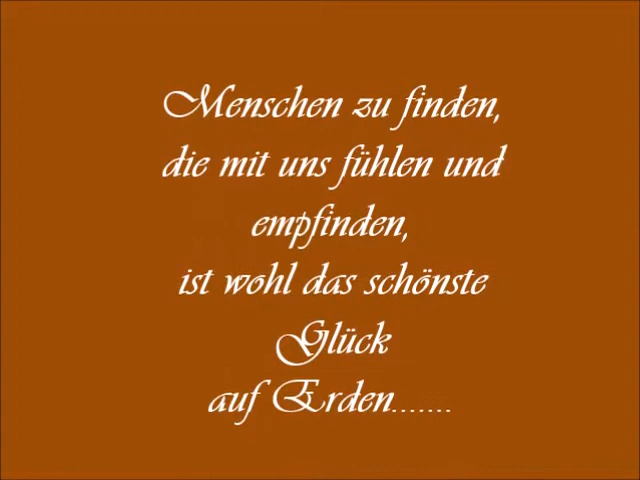 Menschen zu finden,
die mit uns fühlen und
empfinden,
ist wohl das schönste
Glück
auf Erden.......